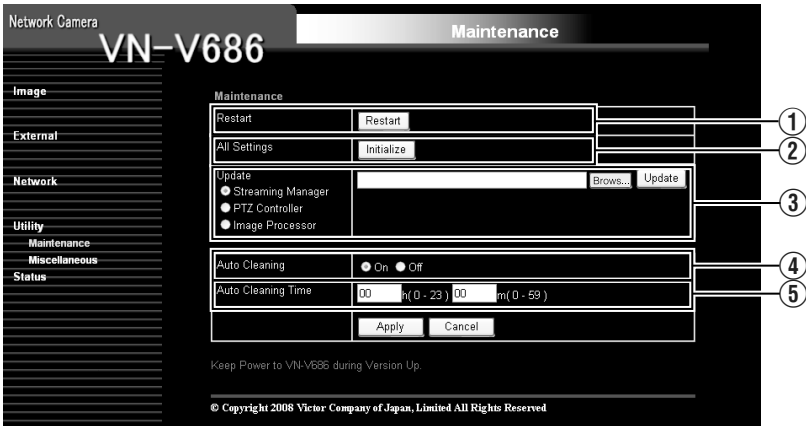 Network Camera
VN-V686
Maintenance
Image
External
Network
Utility
Maintenance
Miscellaneous
Status
Maintenance
Restart
Restart
1
All Settings
Initialize
2
Update
Streaming Manager
PTZ Controller
Image Processor
Brows...
Update
3
Auto Cleaning
On
Off
4
Auto Cleaning Time
00 h( 0 - 23 ) 00 m( 0 - 59 )
5
Apply
Cancel
Keep Power to VN-V686 during Version Up.
© Copyright 2008 Victor Company of Japan, Limited All Rights Reserved